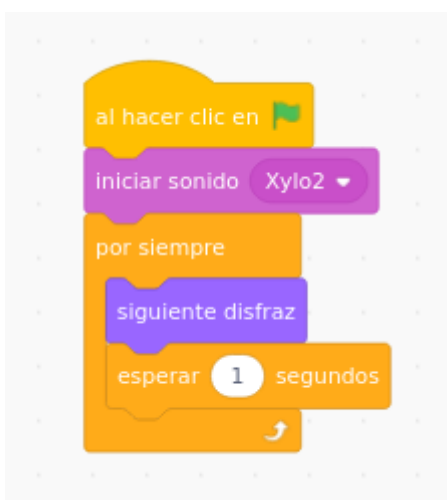 al hacer clic en
iniciar sonido Xylo2
por siempre
siguiente disfraz
esperar 1 segundos